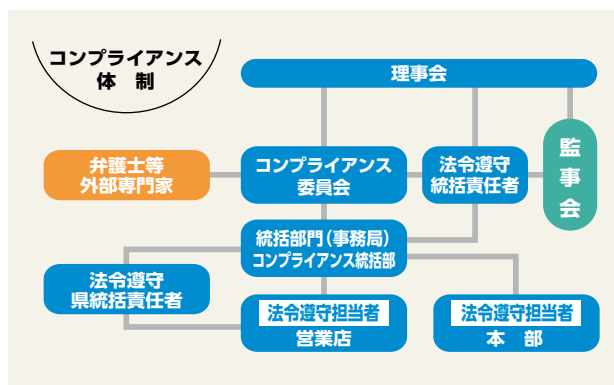 コンプライアンス
体 制
理事会
弁護士等
外部専門家
コンプライアンス
委員会
法令遵守
統括責任者
監事会
統括部門(事務局)
コンプライアンス統括部
法令遵守
県統括責任者
法令遵守担当者
営業店
法令遵守担当者
本 部